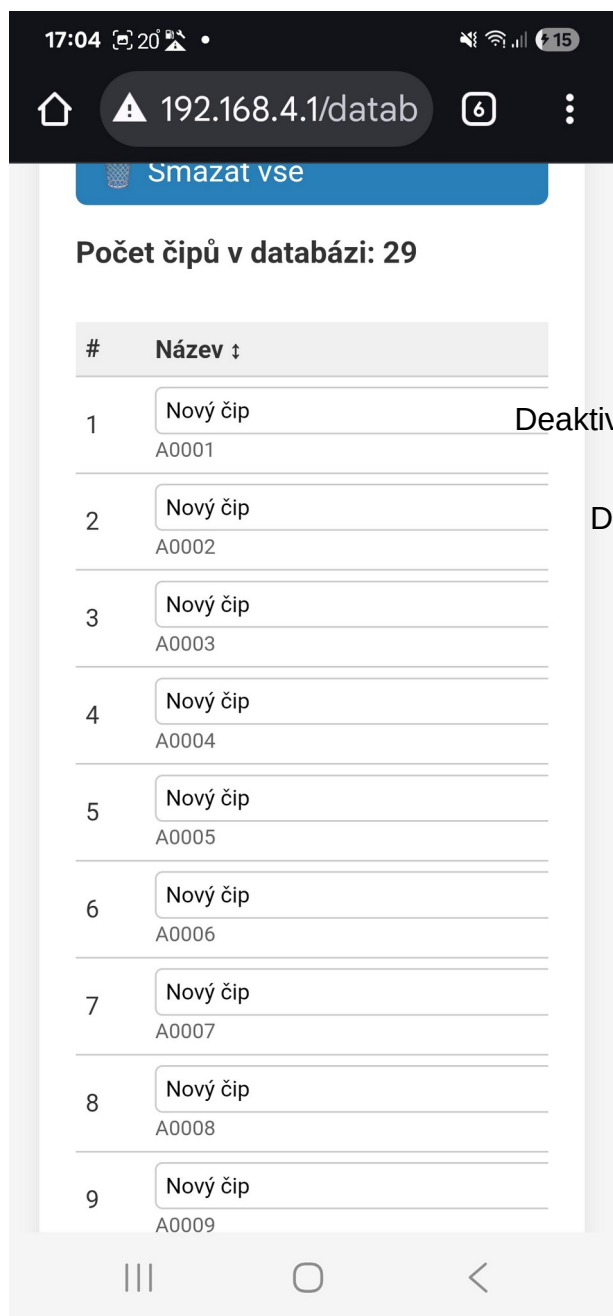 17:04 20°
15
192.168.4.1/datab 6
Smazat vse
Počet čipů v databázi: 29
# Název ↕
1 Nový čip
A0001
Deaktiv
2 Nový čip
A0002
D
3 Nový čip
A0003
4 Nový čip
A0004
5 Nový čip
A0005
6 Nový čip
A0006
7 Nový čip
A0007
8 Nový čip
A0008
9 Nový čip
A0009